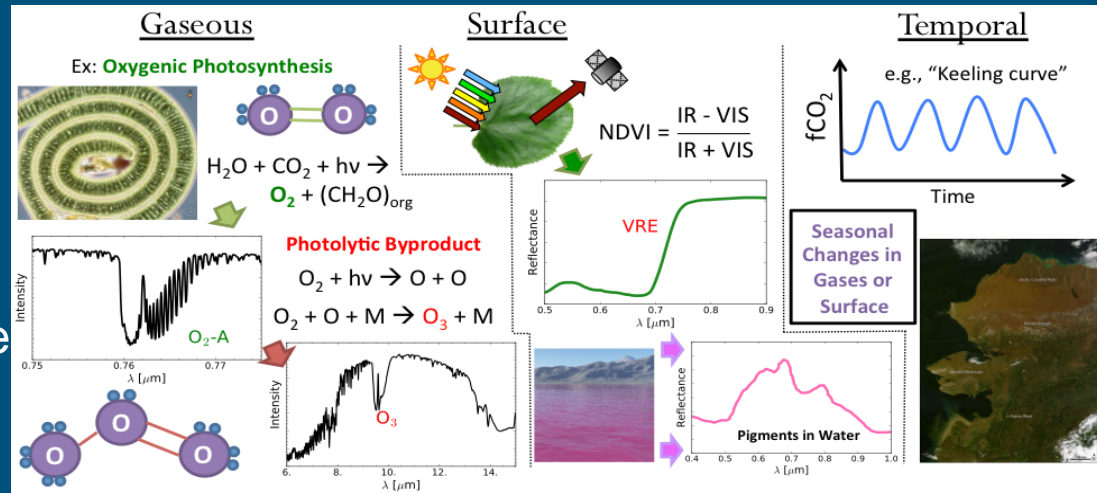 Gaseous
Ex: Oxygenic Photosynthesis
O O
H₂O + CO₂ + hν →
O₂ + (CH₂O)org
Intensity
O₂-A
0.75 0.76 0.77
λ [μm]
Photolytic Byproduct
O₂ + hν → O + O
O₂ + O + M → O₃ + M
e
O O O
Intensity
O₃
6. 8. 10. 12. 14.
λ [μm]
Surface
NDVI = IR - VIS
IR + VIS
Reflectance
VRE
0.5 0.6 0.7 0.8 0.9
λ [μm]
Reflectance
Pigments in Water
0.4 0.5 0.6 0.7 0.8 0.9 1.0
λ [μm]
Temporal
e.g., “Keeling curve”
fCO₂
Time
Seasonal
Changes in
Gases or
Surface